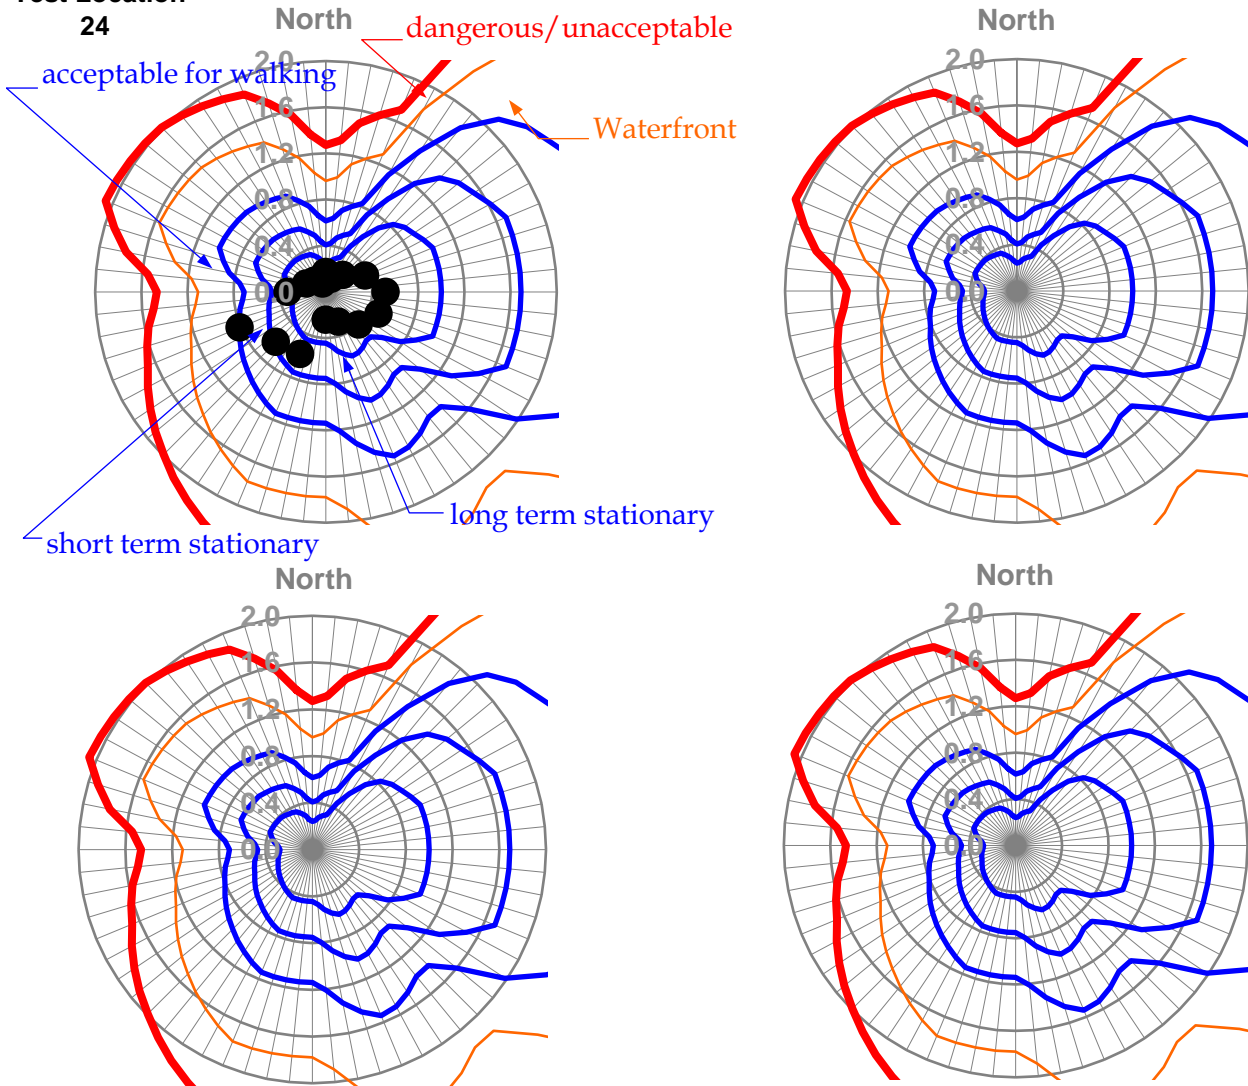 Test Location
24
North
dangerous/unacceptable
acceptable for walking
Waterfront
2.0
1.6
1.2
0.8
0.4
0.0
long term stationary
short term stationary
North
2.0
1.6
1.2
0.8
0.4
0.0
North
2.0
1.6
1.2
0.8
0.4
0.0
North
2.0
1.6
1.2
0.8
0.4
0.0